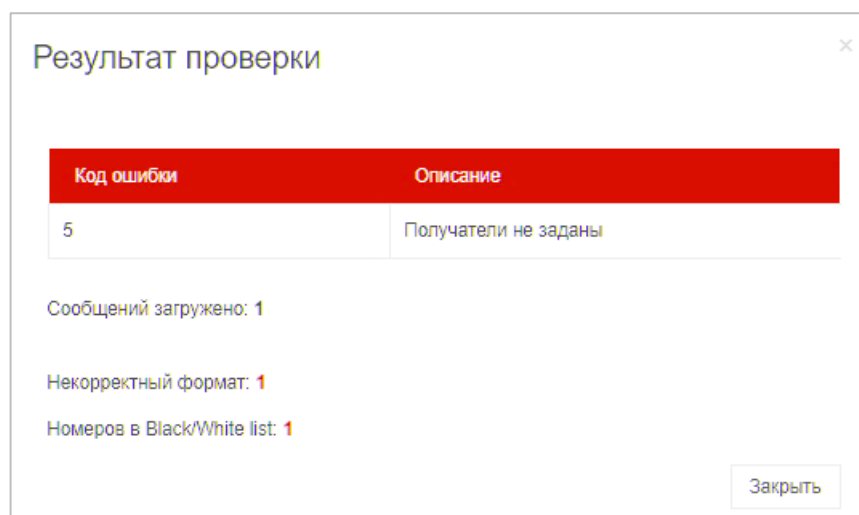 Результат проверки
Код ошибки Описание
5 Получатели не заданы
Сообщений загружено: 1
Некорректный формат: 1
Номеров в Black/White list: 1
Закрыть